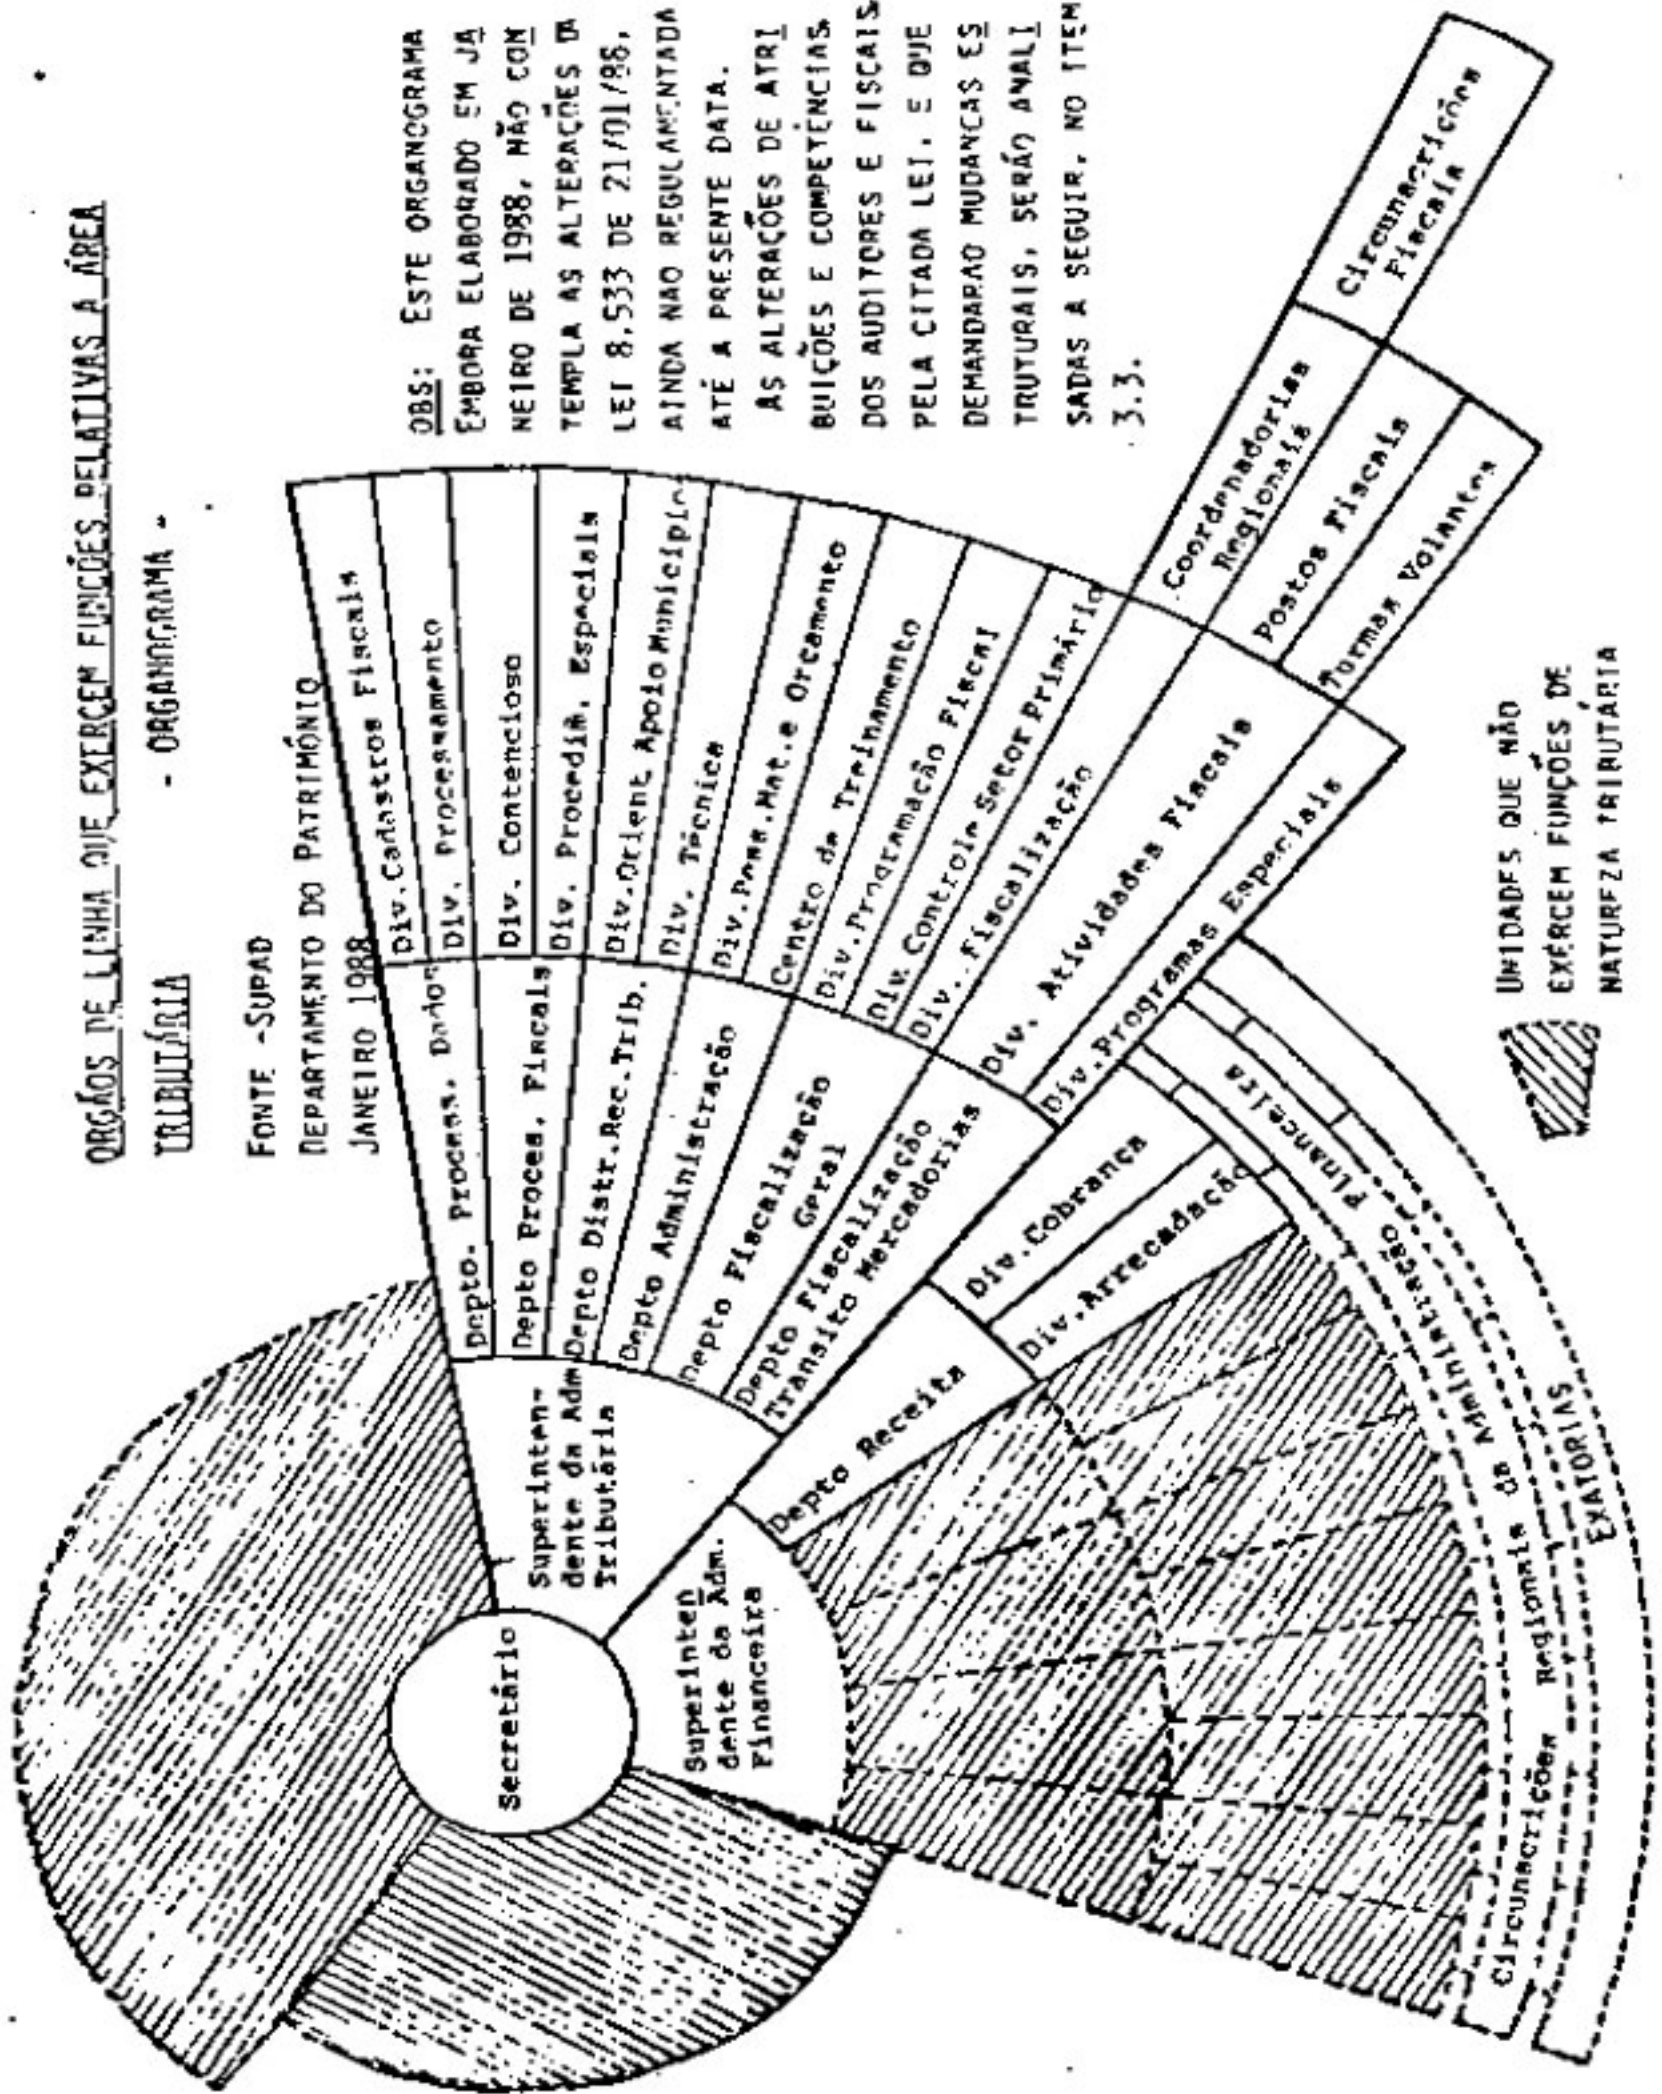 ORGÃOS DE LINHA QUE EXERCEM FUNÇÕES RELATIVAS A ÁREA
TRIBUTÁRIA - ORGANOGRAMA -
FONTE -SUPAD
DEPARTAMENTO DO PATRIMÓNIO
JANEIRO 1988
OBS: ESTE ORGANOGRAMA
EMBORA ELABORADO EM JA
NEIRO DE 1988, NÃO CON
TEMPLA AS ALTERAÇÕES DA
LEI 8.533 DE 21/01/88,
AINDA NAO REGULAMENTADA
ATÉ A PRESENTE DATA.
AS ALTERAÇÕES DE ATRI
BUIÇÕES E COMPETÊNCIAS
DOS AUDITORES E FISCAIS
PELA CITADA LEI, E QUE
DEMANDARAO MUDANCAS ES
TRUTURAIS, SERÃO ANALI
SADAS A SEGUIR, NO ITEM
3.3.
Secretário
Superinten-
dente da Adm
Tributária
Superinten
dente da Adm.
Financeira
Depto. Process. Dados
Depto Proces. Fiscais
Depto Distr.Rec.Trib.
Depto Administração
Depto Fiscalização
Geral
Depto Fiscalização
Transito Mercadorias
Depto Receita
Div.Cadastros Fiscais
Div. Processamento
Div. Contencioso
Div. Procedim. Especiais
Div.Orient Apoio Municípios
Div. Técnica
Div.Pess.Mat.e Orcamento
Centro de Treinamento
Div.Programação Fiscal
Div. Controle Setor Primário
Div. Fiscalização
Div. Atividades Fiscais
Div.Programas Especiais
Div.Cobrança
Div.Arrecadação
Coordenadorias
Regionais
Circunscrições
Fiscais
Postos Fiscais
Turmas Volantes
Circunscrições Regionais da Administração Financeira
EXATORIAS
UNIDADES QUE NÃO
EXERCEM FUNÇÕES DE
NATUREZA TRIBUTÁRIA